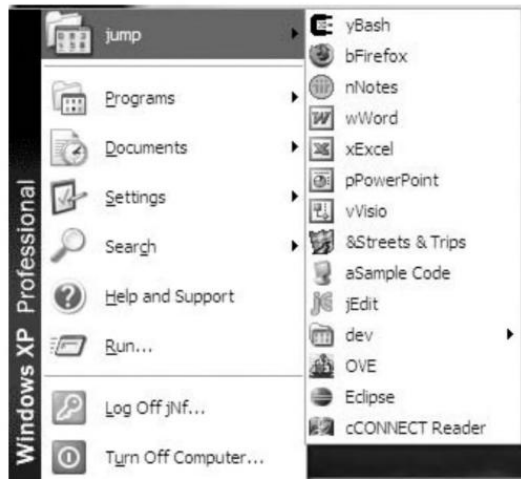 Windows XP Professional
jump
Programs
Documents
Settings
Search
Help and Support
Run...
Log Off jNf...
Turn Off Computer...
yBash
bFirefox
nNotes
wWord
xExcel
pPowerPoint
vVisio
&Streets & Trips
aSample Code
jEdit
dev
OVE
Eclipse
cCONNECT Reader